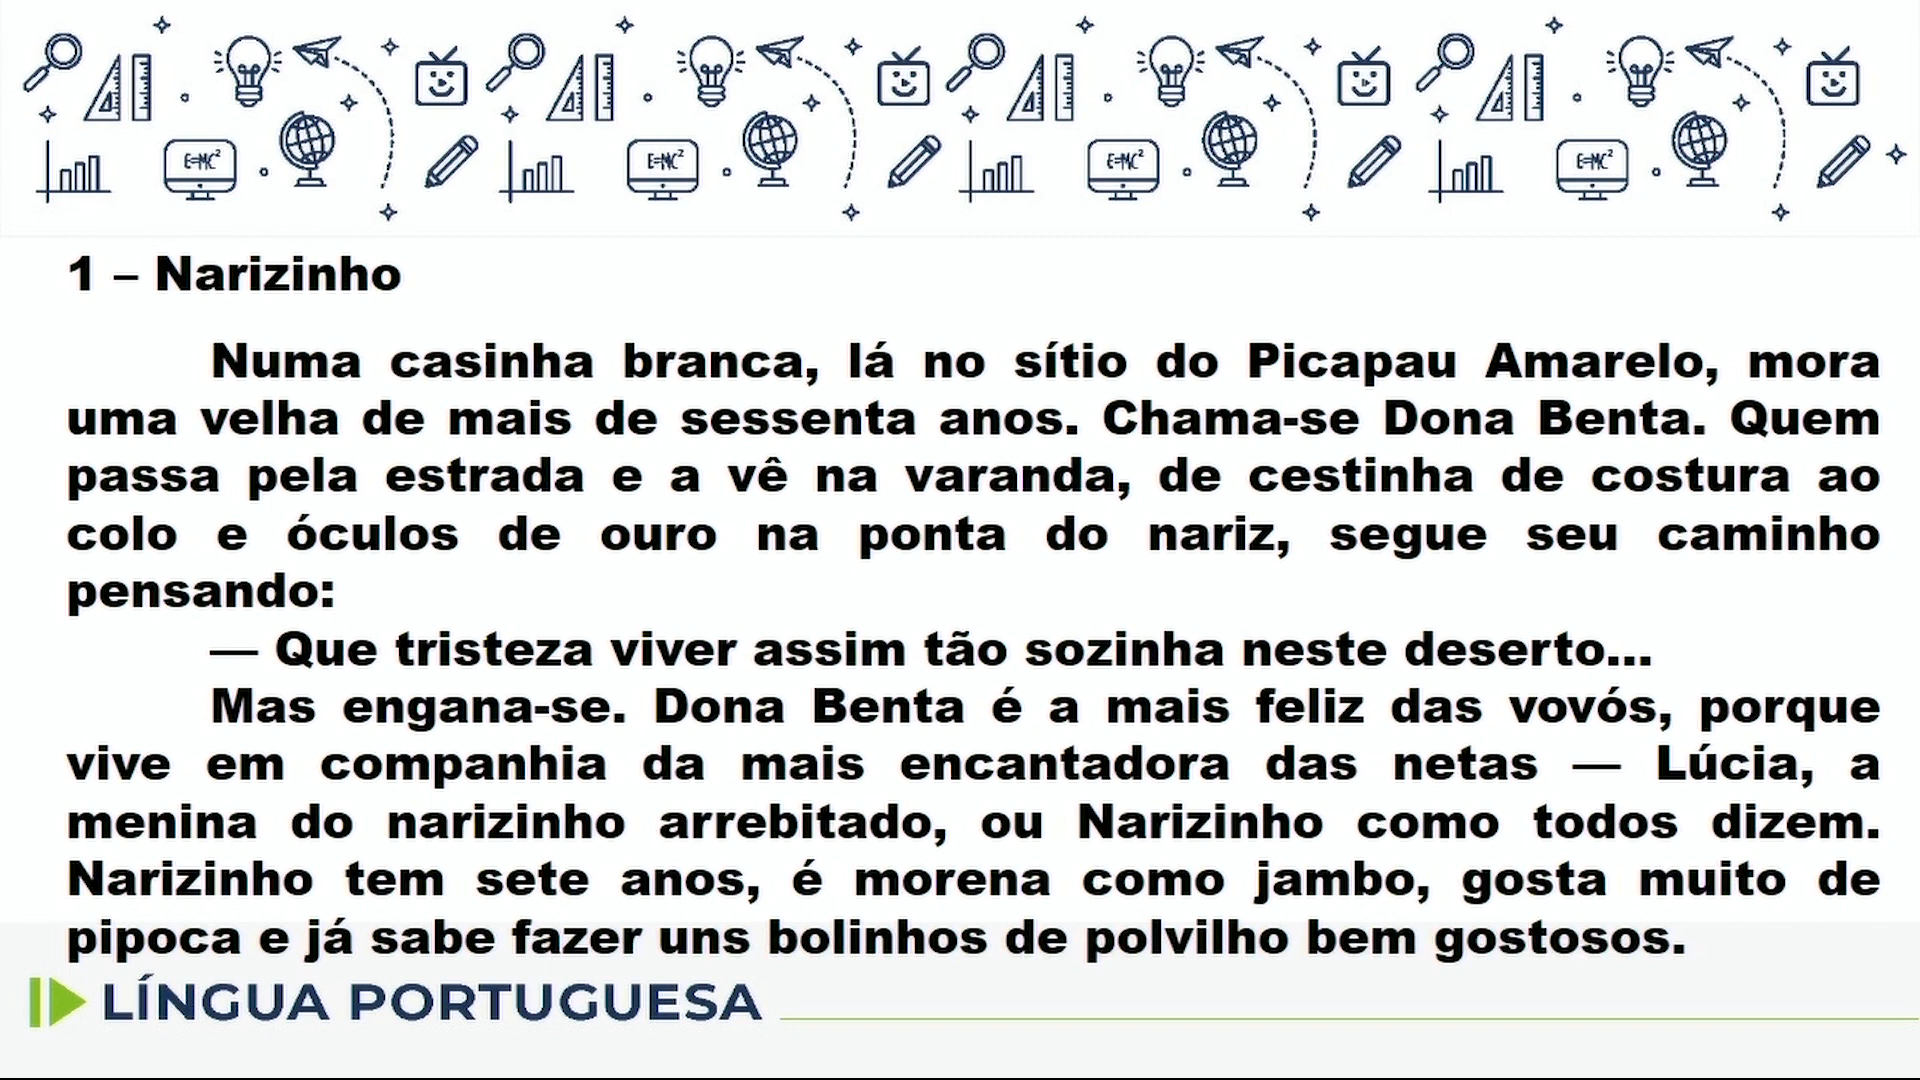 E=MC² E=MC² E=MC² E=MC²
1 – Narizinho
Numa casinha branca, lá no sítio do Picapau Amarelo, mora
uma velha de mais de sessenta anos. Chama-se Dona Benta. Quem
passa pela estrada e a vê na varanda, de cestinha de costura ao
colo e óculos de ouro na ponta do nariz, segue seu caminho
pensando:
— Que tristeza viver assim tão sozinha neste deserto...
Mas engana-se. Dona Benta é a mais feliz das vovós, porque
vive em companhia da mais encantadora das netas — Lúcia, a
menina do narizinho arrebitado, ou Narizinho como todos dizem.
Narizinho tem sete anos, é morena como jambo, gosta muito de
pipoca e já sabe fazer uns bolinhos de polvilho bem gostosos.
LÍNGUA PORTUGUESA